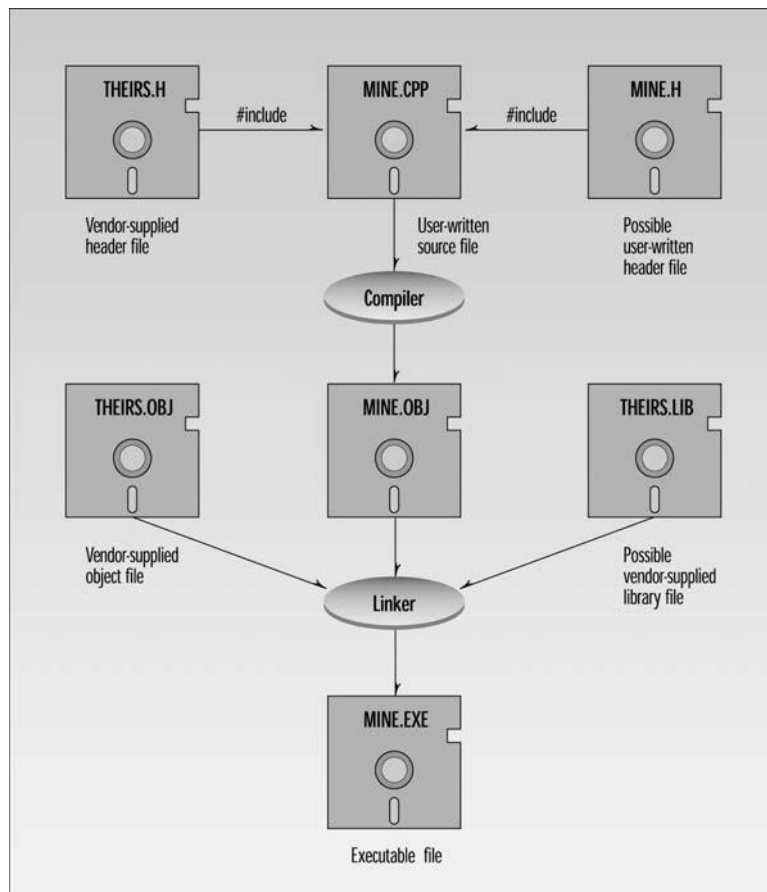 THEIRS.H
MINE.CPP
MINE.H
#include
#include
Vendor-supplied
header file
User-written
source file
Possible
user-written
header file
Compiler
THEIRS.OBJ
MINE.OBJ
THEIRS.LIB
Vendor-supplied
object file
Possible
vendor-supplied
library file
Linker
MINE.EXE
Executable file